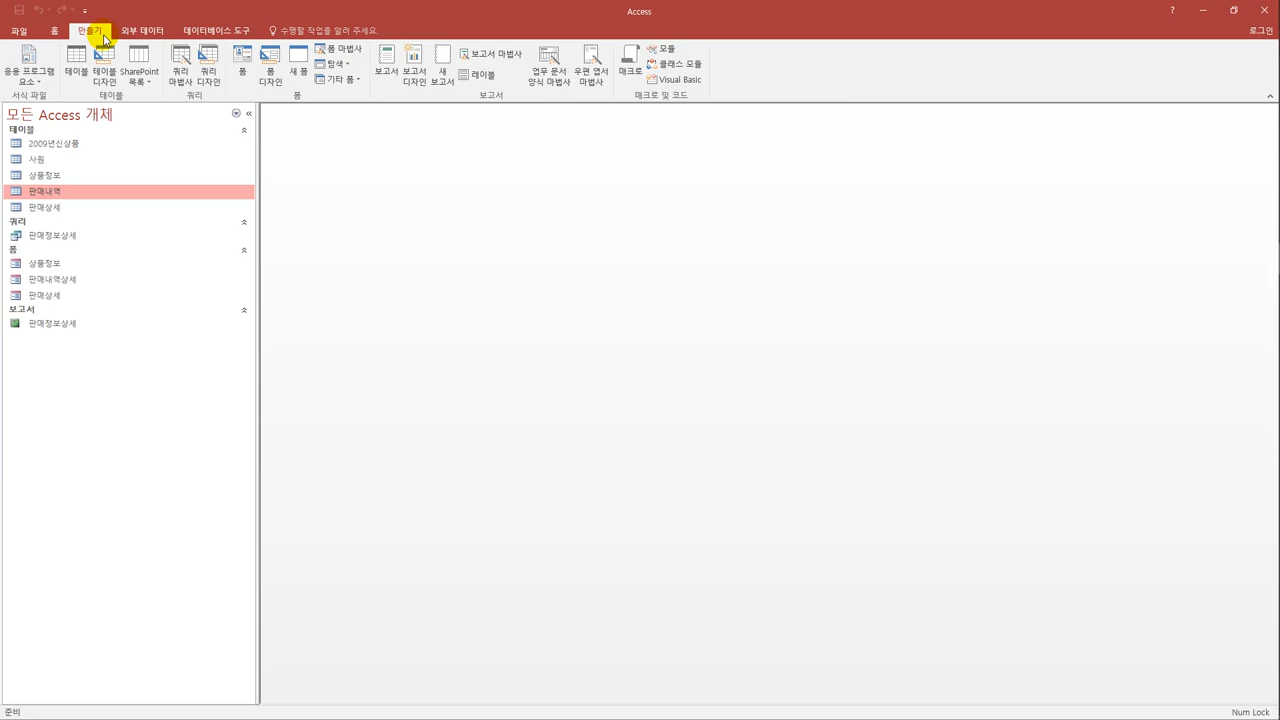 Access
파일 홈 만들기 외부 데이터 데이터베이스 도구 수행할 작업을 알려 주세요. 로그인
응용 프로그램
요소
서식 파일
테이블
테이블
디자인
SharePoint
목록
테이블
쿼리
마법사
쿼리
디자인
쿼리
폼
폼
디자인
새 폼
폼 마법사
탐색
기타 폼
폼
보고서
보고서
디자인
새
보고서
보고서 마법사
레이블
업무 문서
양식 마법사
우편 엽서
마법사
보고서
매크로
모듈
클래스 모듈
Visual Basic
매크로 및 코드
모든 Access 개체
테이블
2009년신상품
사원
상품정보
판매내역
판매상세
쿼리
판매정보상세
폼
상품정보
판매내역상세
판매상세
보고서
판매정보상세
준비
Num Lock